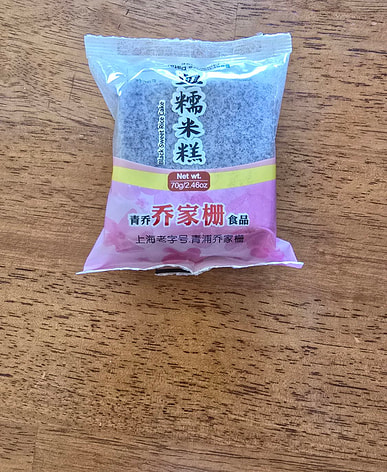 血糯米糕
Net wt.
70g/2.46oz
青乔 乔家栅 食品
上海老字号.青浦乔家栅